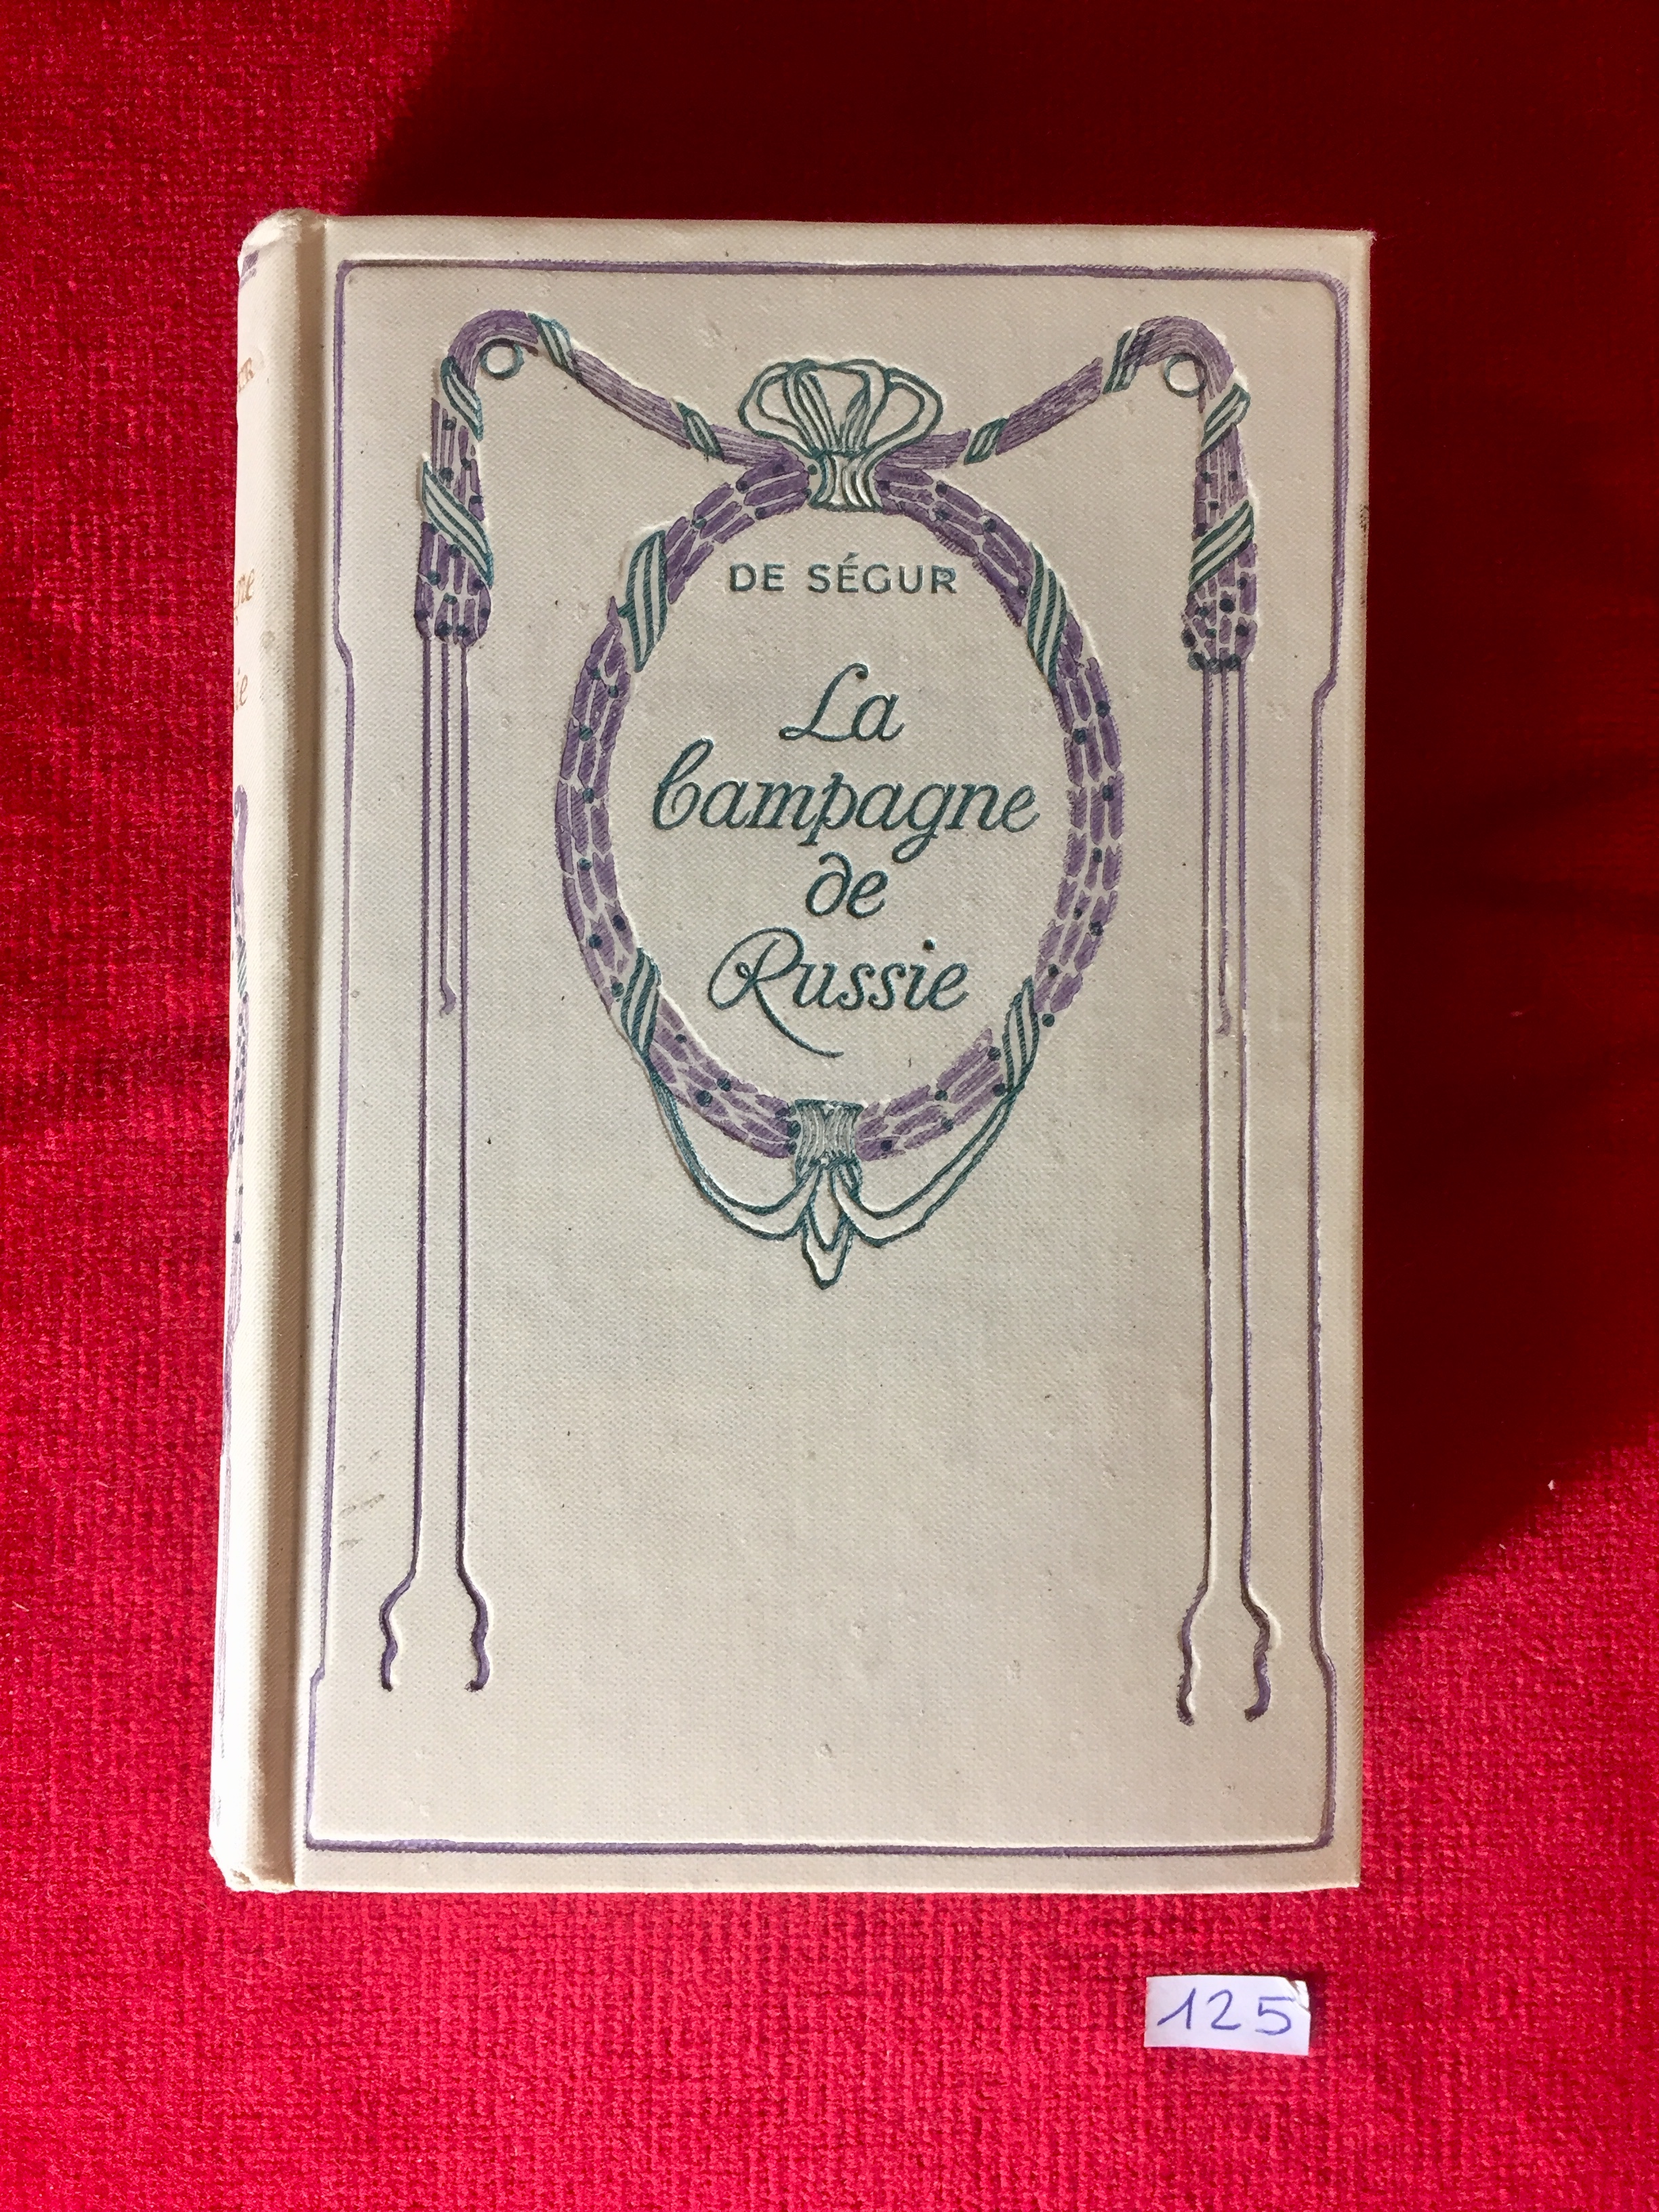 DE SÉGUR
La
Campagne
de
Russie
125